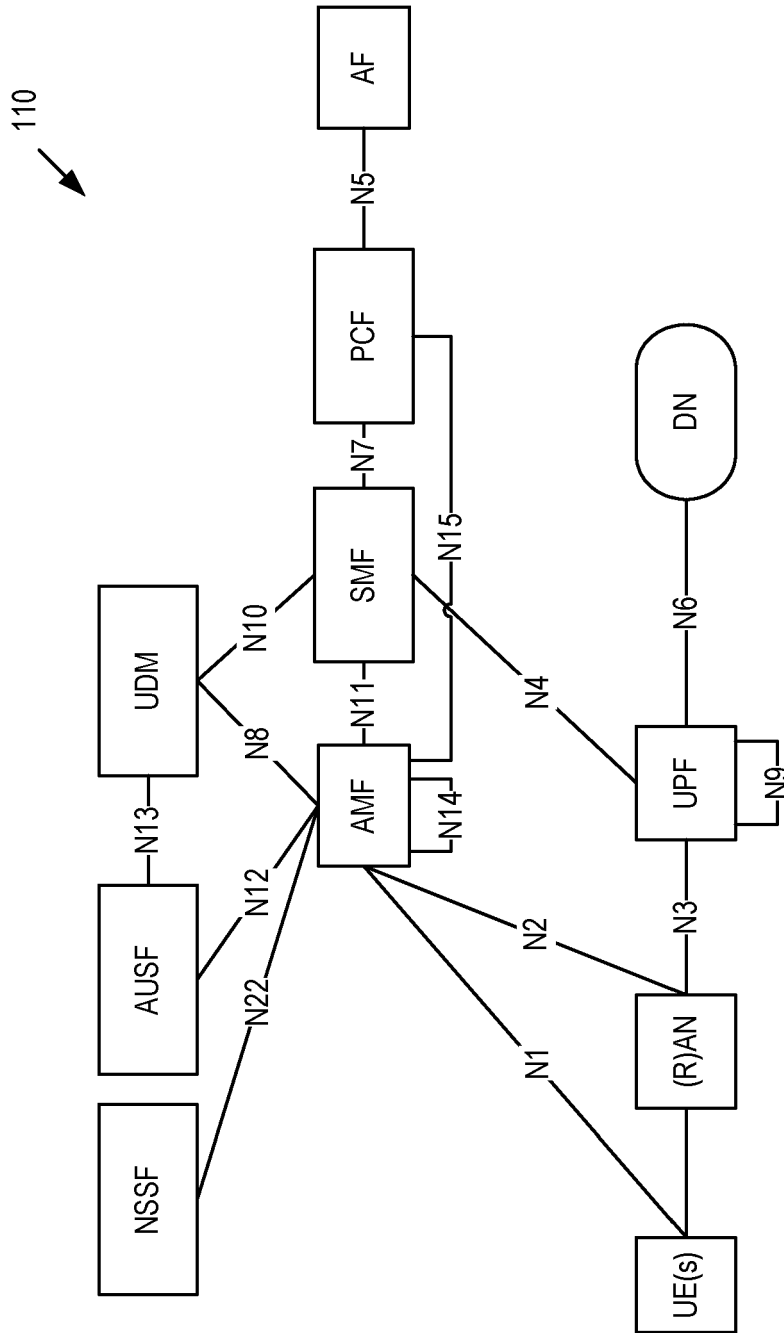 110
NSSF
AUSF
N13
UDM
N22
N12
N8
N10
AMF
N11
SMF
N7
PCF
N5
AF
N14
N15
N1
N2
N4
UE(s)
(R)AN
N3
UPF
N6
DN
N9